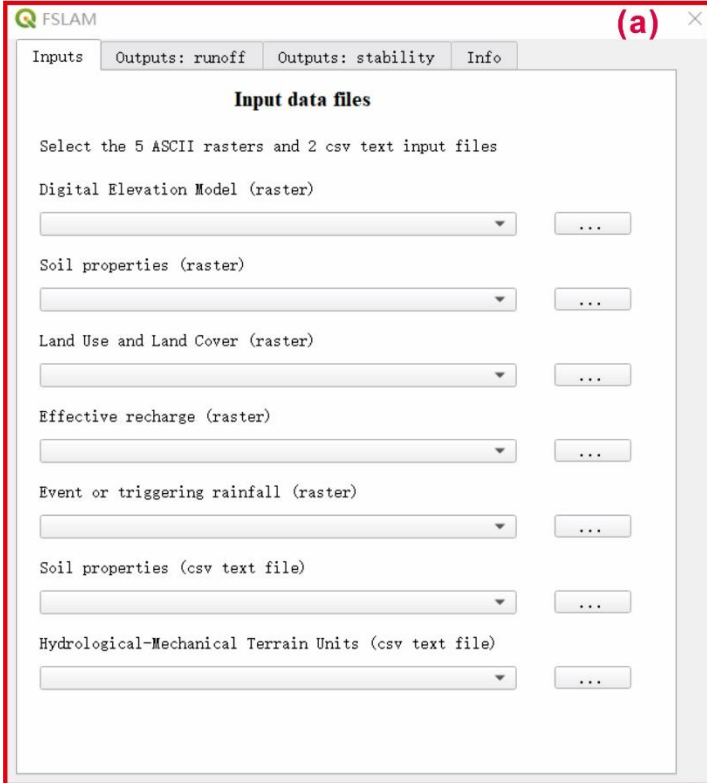 FSLAM
(a)
Inputs Outputs: runoff Outputs: stability Info
Input data files
Select the 5 ASCII rasters and 2 csv text input files
Digital Elevation Model (raster)
...
Soil properties (raster)
...
Land Use and Land Cover (raster)
...
Effective recharge (raster)
...
Event or triggering rainfall (raster)
...
Soil properties (csv text file)
...
Hydrological-Mechanical Terrain Units (csv text file)
...